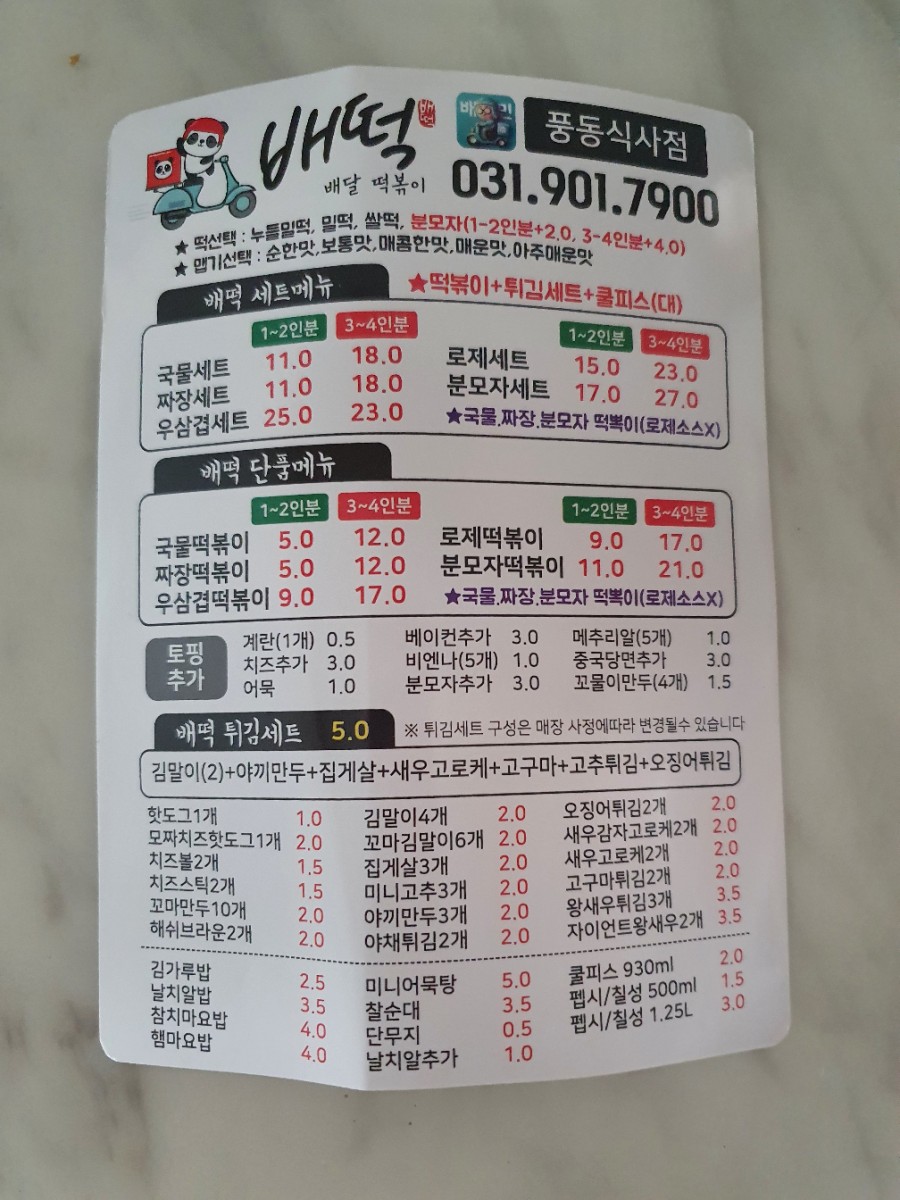 배떡
배달 떡볶이
풍동식사점
031.901.7900
★ 떡선택 : 누들밀떡, 밀떡, 쌀떡, 분모자(1-2인분+2.0, 3-4인분+4.0)
★ 맵기선택 : 순한맛,보통맛,매콤한맛,매운맛,아주매운맛
배떡 세트메뉴 ★떡볶이+튀김세트+쿨피스(대)
1~2인분 3~4인분 1~2인분 3~4인분
국물세트 11.0 18.0 로제세트 15.0 23.0
짜장세트 11.0 18.0 분모자세트 17.0 27.0
우삼겹세트 25.0 23.0 ★국물.짜장.분모자 떡뽁이(로제소스X)
배떡 단품메뉴
1~2인분 3~4인분 1~2인분 3~4인분
국물떡볶이 5.0 12.0 로제떡볶이 9.0 17.0
짜장떡볶이 5.0 12.0 분모자떡볶이 11.0 21.0
우삼겹떡볶이 9.0 17.0 ★국물.짜장.분모자 떡뽁이(로제소스X)
토핑
추가
계란(1개) 0.5 베이컨추가 3.0 메추리알(5개) 1.0
치즈추가 3.0 비엔나(5개) 1.0 중국당면추가 3.0
어묵 1.0 분모자추가 3.0 꼬물이만두(4개) 1.5
배떡 튀김세트 5.0 ※ 튀김세트 구성은 매장 사정에따라 변경될수 있습니다
김말이(2)+야끼만두+집게살+새우고로케+고구마+고추튀김+오징어튀김
핫도그1개 1.0 김말이4개 2.0 오징어튀김2개 2.0
모짜치즈핫도그1개 2.0 꼬마김말이6개 2.0 새우감자고로케2개 2.0
치즈볼2개 1.5 집게살3개 2.0 새우고로케2개 2.0
치즈스틱2개 1.5 미니고추3개 2.0 고구마튀김2개 2.0
꼬마만두10개 2.0 야끼만두3개 2.0 왕새우튀김3개 3.5
해쉬브라운2개 2.0 야채튀김2개 2.0 자이언트왕새우2개 3.5
김가루밥 2.5 미니어묵탕 5.0 쿨피스 930ml 2.0
날치알밥 3.5 찰순대 3.5 펩시/칠성 500ml 1.5
참치마요밥 4.0 단무지 0.5 펩시/칠성 1.25L 3.0
햄마요밥 4.0 날치알추가 1.0